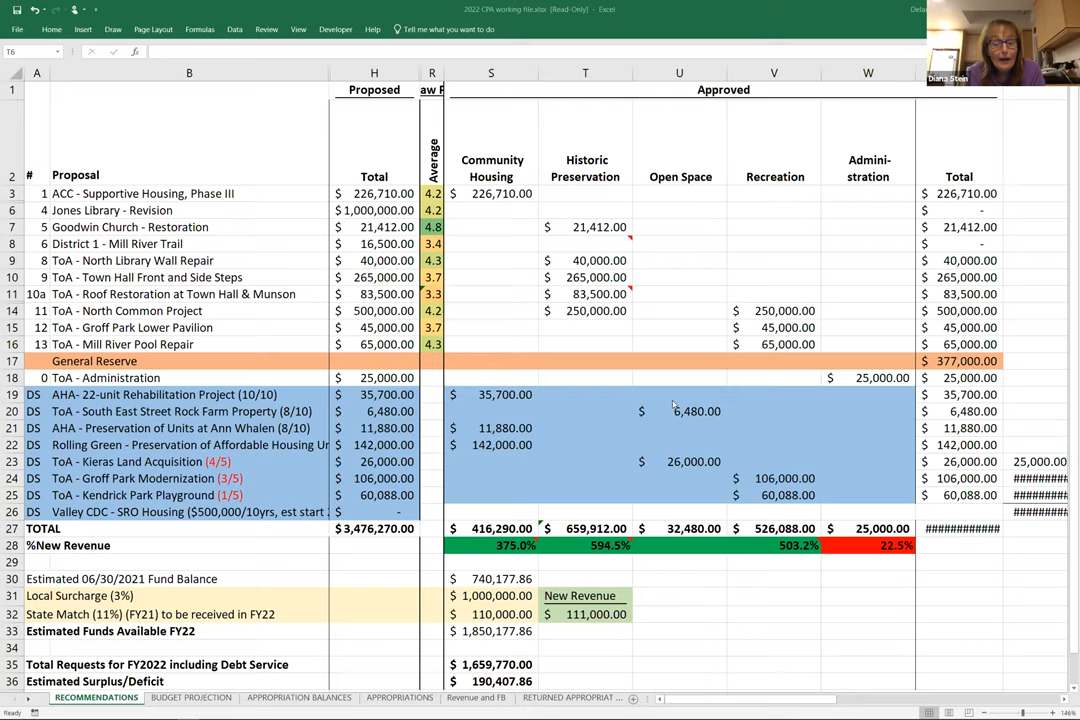 2022 CPA working file.xlsx [Read-Only] - Excel
File Home Insert Draw Page Layout Formulas Data Review View Developer Help Tell me what you want to do
Diana Stein
T6 fx
A B H R S T U V W
1 Proposed Approved
2 # Proposal Total Average Community Housing Historic Preservation Open Space Recreation Admini-stration Total
3 1 ACC - Supportive Housing, Phase III $ 226,710.00 4.2 $ 226,710.00 $ 226,710.00
6 4 Jones Library - Revision $1,000,000.00 4.2 $ -
7 5 Goodwin Church - Restoration $ 21,412.00 4.8 $ 21,412.00 $ 21,412.00
8 6 District 1 - Mill River Trail $ 16,500.00 3.4 $ -
9 8 ToA - North Library Wall Repair $ 40,000.00 4.3 $ 40,000.00 $ 40,000.00
10 9 ToA - Town Hall Front and Side Steps $ 265,000.00 3.7 $ 265,000.00 $ 265,000.00
11 10a ToA - Roof Restoration at Town Hall & Munson $ 83,500.00 3.3 $ 83,500.00 $ 83,500.00
14 11 ToA - North Common Project $ 500,000.00 4.2 $ 250,000.00 $ 250,000.00 $ 500,000.00
15 12 ToA - Groff Park Lower Pavilion $ 45,000.00 3.7 $ 45,000.00 $ 45,000.00
16 13 ToA - Mill River Pool Repair $ 65,000.00 4.3 $ 65,000.00 $ 65,000.00
17 General Reserve $ 377,000.00
18 0 ToA - Administration $ 25,000.00 $ 25,000.00 $ 25,000.00
19 DS AHA- 22-unit Rehabilitation Project (10/10) $ 35,700.00 $ 35,700.00 $ 35,700.00
20 DS ToA - South East Street Rock Farm Property (8/10) $ 6,480.00 $ 6,480.00 $ 6,480.00
21 DS AHA - Preservation of Units at Ann Whalen (8/10) $ 11,880.00 $ 11,880.00 $ 11,880.00
22 DS Rolling Green - Preservation of Affordable Housing Un $ 142,000.00 $ 142,000.00 $ 142,000.00
23 DS ToA - Kieras Land Acquisition (4/5) $ 26,000.00 $ 26,000.00 $ 26,000.00 25,000.00
24 DS ToA - Groff Park Modernization (3/5) $ 106,000.00 $ 106,000.00 $ 106,000.00 #########
25 DS ToA - Kendrick Park Playground (1/5) $ 60,088.00 $ 60,088.00 $ 60,088.00 #########
26 DS Valley CDC - SRO Housing ($500,000/10yrs, est start $ - #########
27 TOTAL $3,476,270.00 $ 416,290.00 $ 659,912.00 $ 32,480.00 $ 526,088.00 $ 25,000.00 ############
28 %New Revenue 375.0% 594.5% 503.2% 22.5%
29
30 Estimated 06/30/2021 Fund Balance $ 740,177.86
31 Local Surcharge (3%) $ 1,000,000.00 New Revenue
32 State Match (11%) (FY21) to be received in FY22 $ 110,000.00 $ 111,000.00
33 Estimated Funds Available FY22 $ 1,850,177.86
34
35 Total Requests for FY2022 including Debt Service $ 1,659,770.00
36 Estimated Surplus/Deficit $ 190,407.86
RECOMMENDATIONS BUDGET PROJECTION APPROPRIATION BALANCES APPROPRIATIONS Revenue and FB RETURNED APPROPRIAT ...
Ready 146%